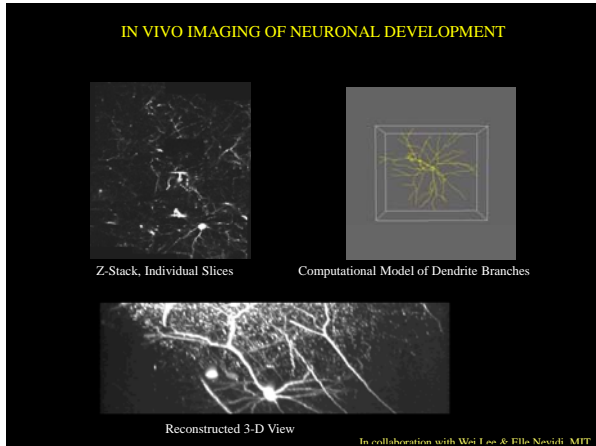 IN VIVO IMAGING OF NEURONAL DEVELOPMENT
Z-Stack, Individual Slices
Computational Model of Dendrite Branches
Reconstructed 3-D View
In collaboration with Wei Lee & Elle Nevidi, MIT